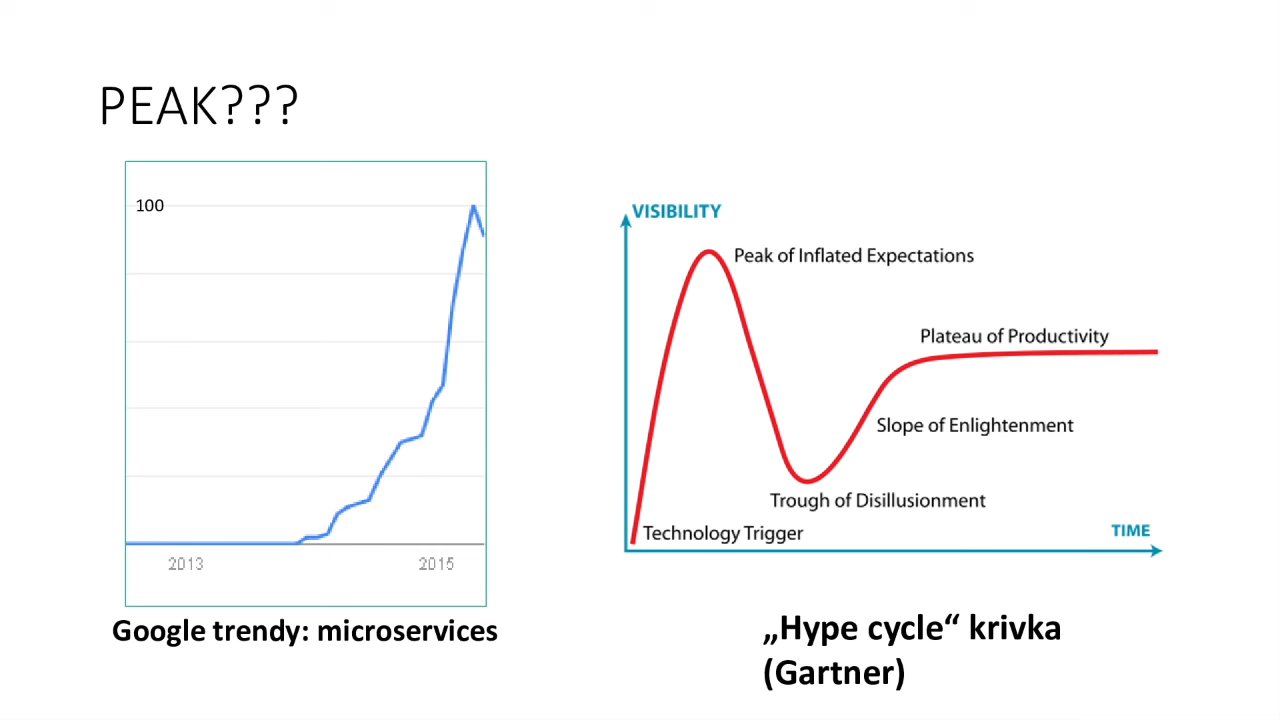 PEAK???
100
2013
2015
Google trendy: microservices
VISIBILITY
Peak of Inflated Expectations
Plateau of Productivity
Slope of Enlightenment
Trough of Disillusionment
Technology Trigger
TIME
„Hype cycle“ krivka
(Gartner)